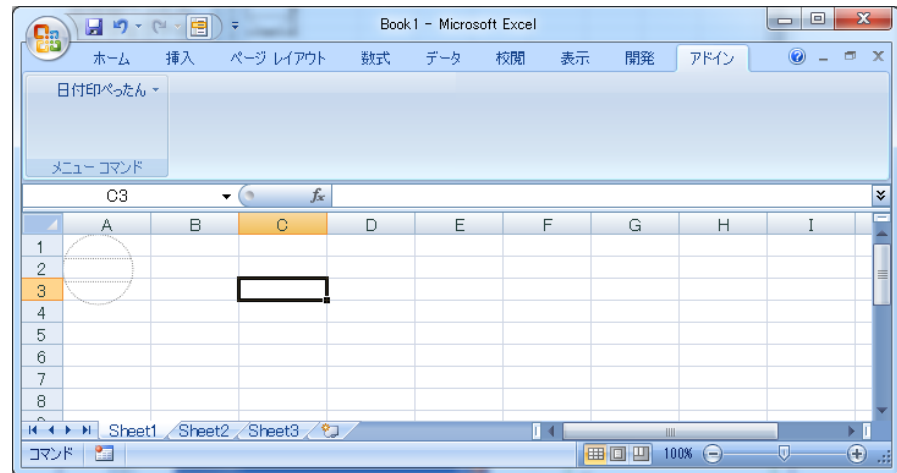 Book1 - Microsoft Excel
ホーム 挿入 ページ レイアウト 数式 データ 校閲 表示 開発 アドイン
日付印ぺったん
メニュー コマンド
C3 fx
A B C D E F G H I
1
2
3
4
5
6
7
8
Sheet1 Sheet2 Sheet3
コマンド 100%